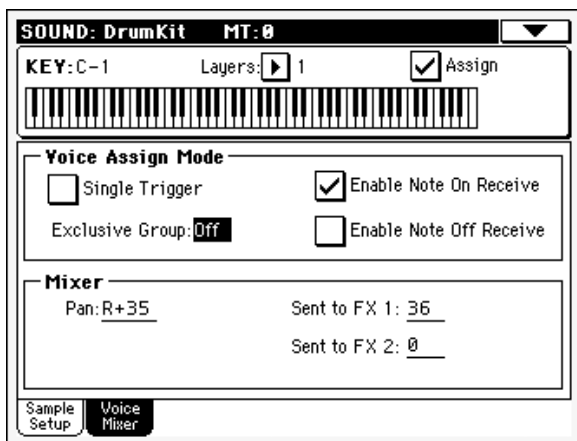 SOUND: DrumKit MT:0
KEY:C-1 Layers: 1 Assign
Voice Assign Mode
Single Trigger Enable Note On Receive
Exclusive Group:Off Enable Note Off Receive
Mixer
Pan:R+35 Sent to FX 1: 36
Sent to FX 2: 0
Sample Setup Voice Mixer